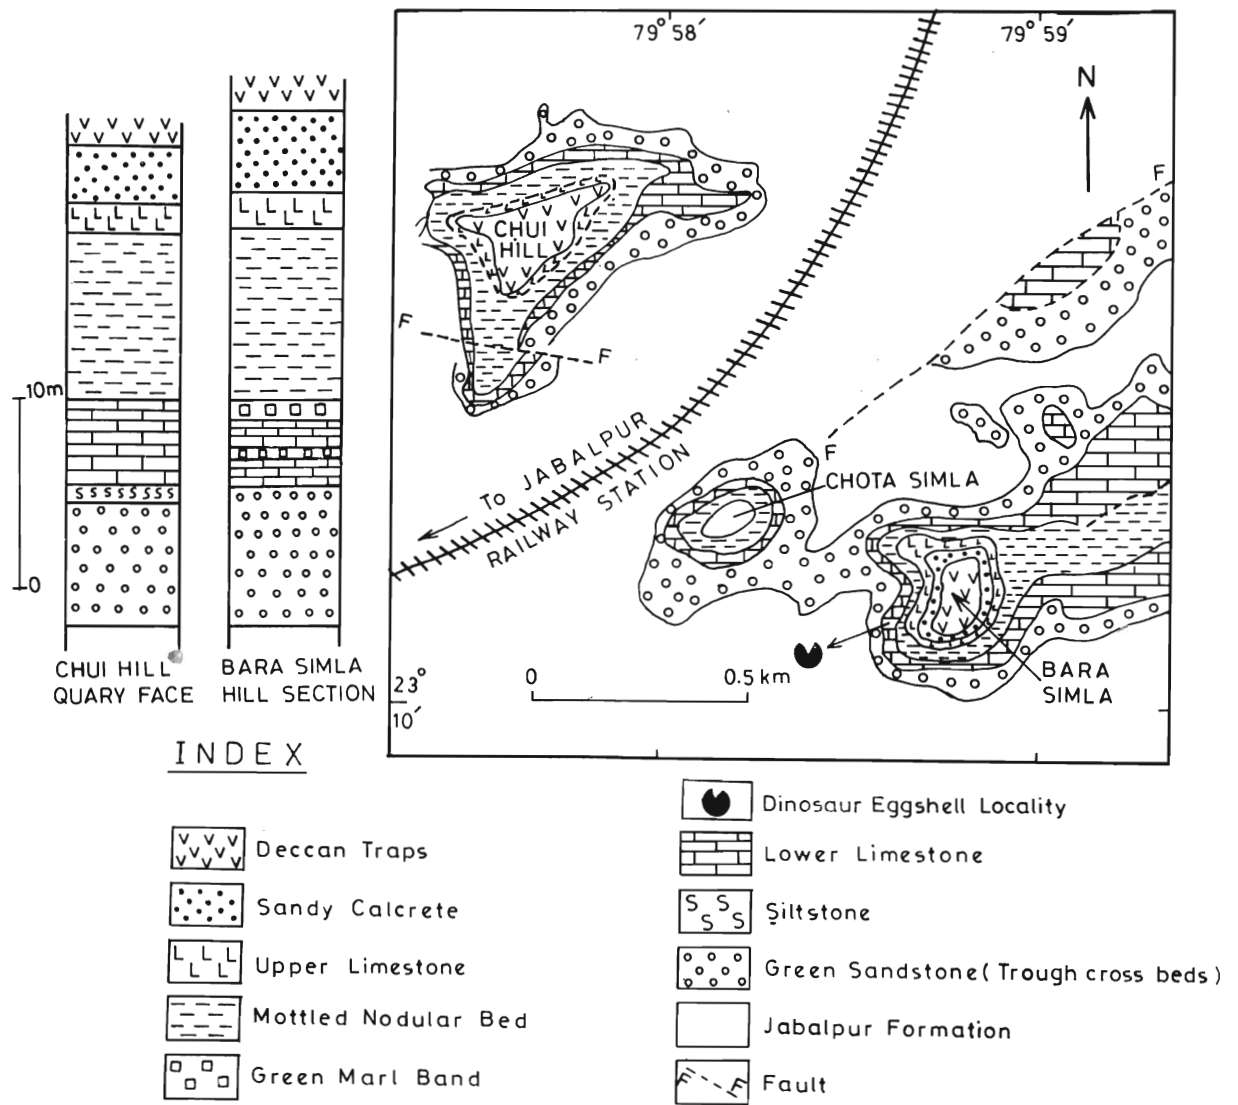 79° 58′
79° 59′
N
F
CHUI
HILL
F
F
10m
0
To JABALPUR
RAILWAY STATION
F
CHOTA SIMLA
BARA
SIMLA
0
0.5 km
23°
10′
CHUI HILL
QUARY FACE
BARA SIMLA
HILL SECTION
INDEX
Deccan Traps
Sandy Calcrete
Upper Limestone
Mottled Nodular Bed
Green Marl Band
Dinosaur Eggshell Locality
Lower Limestone
Siltstone
Green Sandstone (Trough cross beds)
Jabalpur Formation
F F Fault